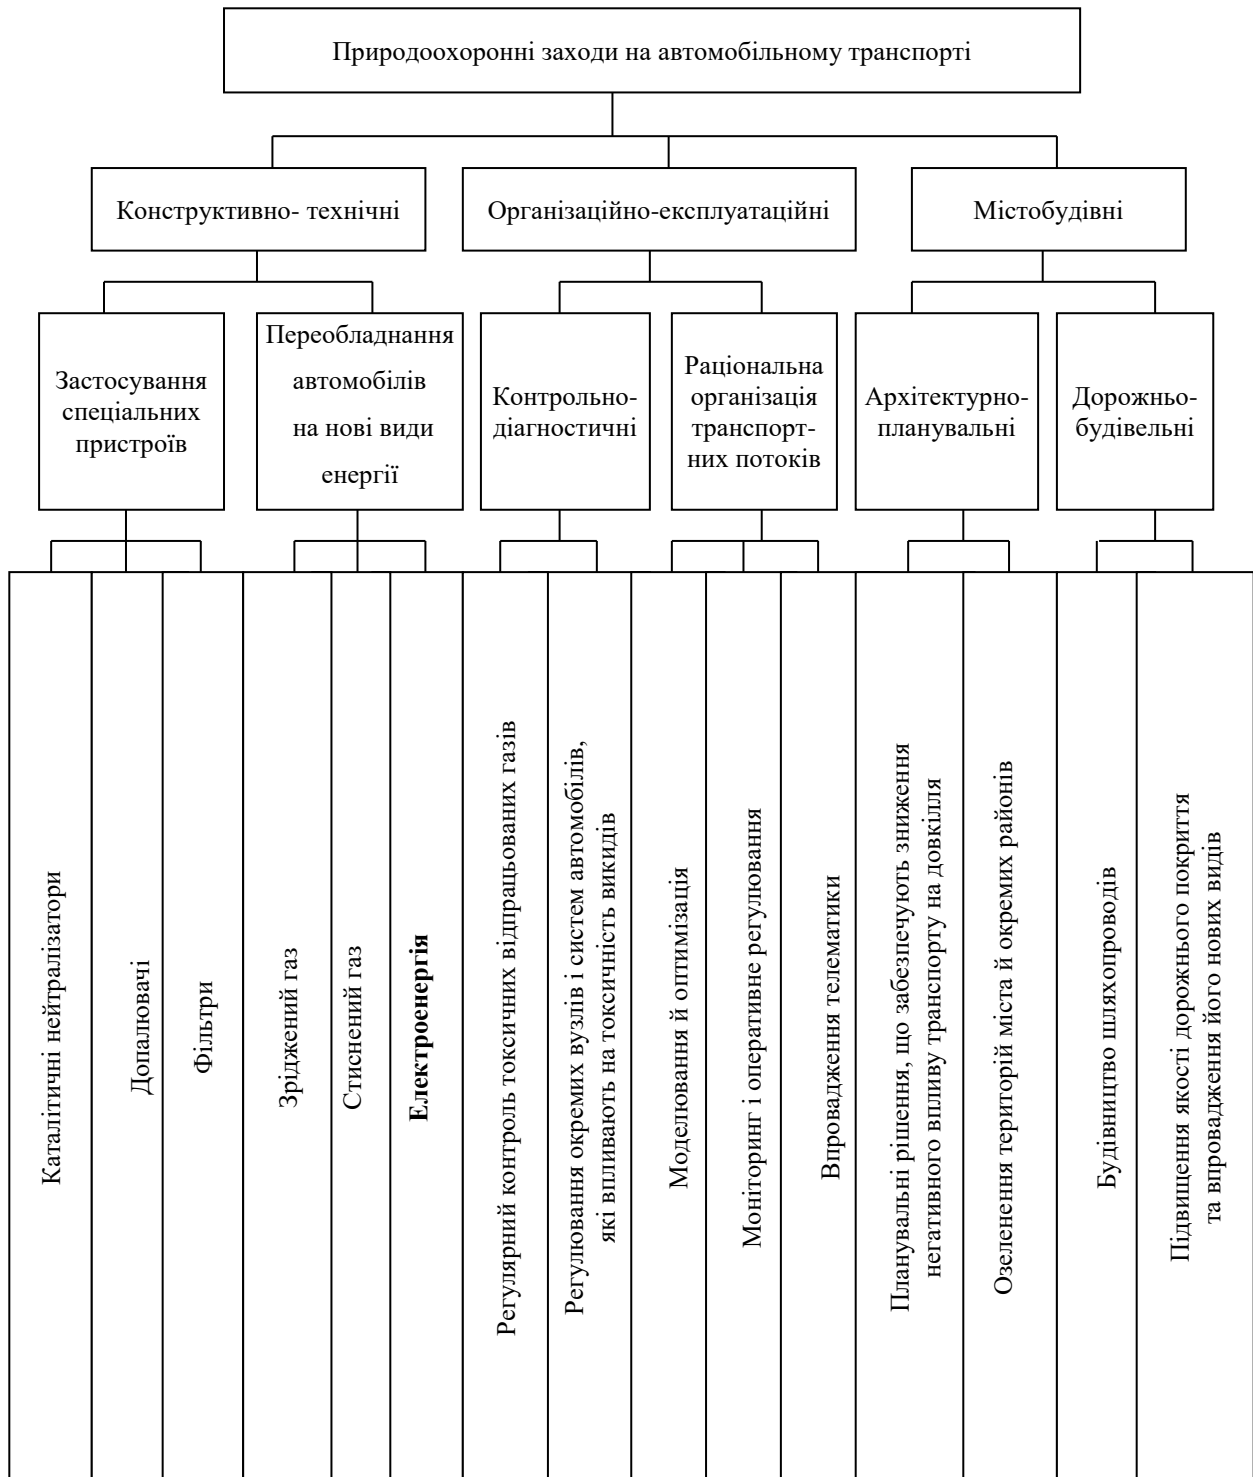 Природоохоронні заходи на автомобільному транспорті
Конструктивно- технічні
Організаційно-експлуатаційні
Містобудівні
Застосування
спеціальних
пристроїв
Переобладнання
автомобілів
на нові види
енергії
Контрольно-
діагностичні
Раціональна
організація
транспорт-
них потоків
Архітектурно-
планувальні
Дорожньо-
будівельні
Каталітичні нейтралізатори
Допалювачі
Фільтри
Зріджений газ
Стиснений газ
Електроенергія
Регулярний контроль токсичних відпрацьованих газів
Регулювання окремих вузлів і систем автомобілів,
які впливають на токсичність викидів
Моделювання й оптимізація
Моніторинг і оперативне регулювання
Впровадження телематики
Планувальні рішення, що забезпечують зниження
негативного впливу транспорту на довкілля
Озеленення територій міста й окремих районів
Будівництво шляхопроводів
Підвищення якості дорожнього покриття
та впровадження його нових видів